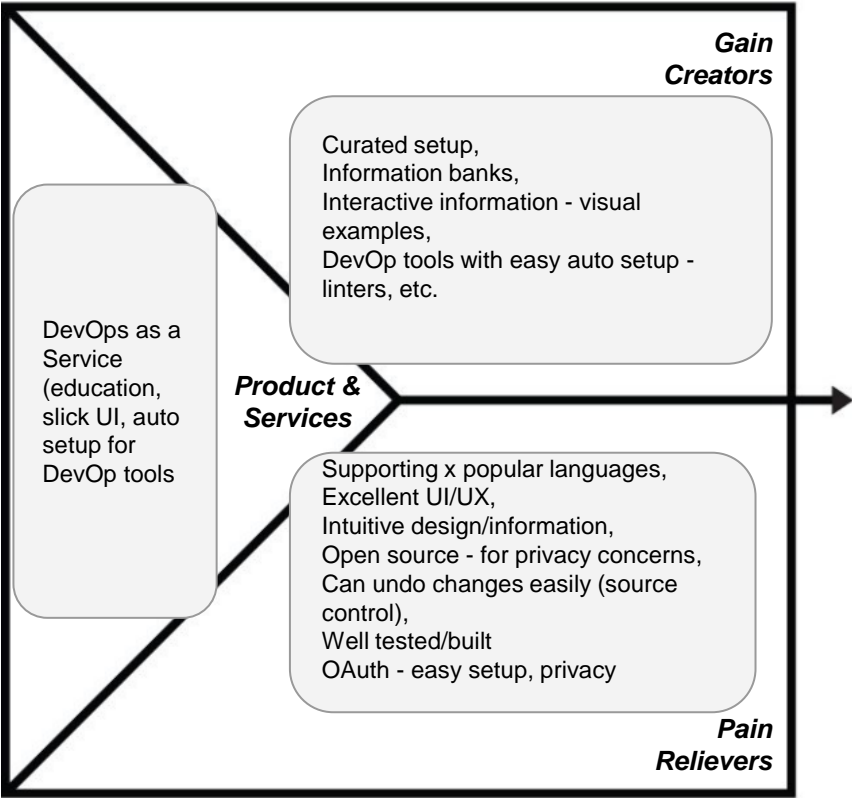 Gain
Creators
Curated setup,
Information banks,
Interactive information - visual
examples,
DevOp tools with easy auto setup -
linters, etc.
DevOps as a
Service
(education,
slick UI, auto
setup for
DevOp tools
Product &
Services
Supporting x popular languages,
Excellent UI/UX,
Intuitive design/information,
Open source - for privacy concerns,
Can undo changes easily (source
control),
Well tested/built
OAuth - easy setup, privacy
Pain
Relievers